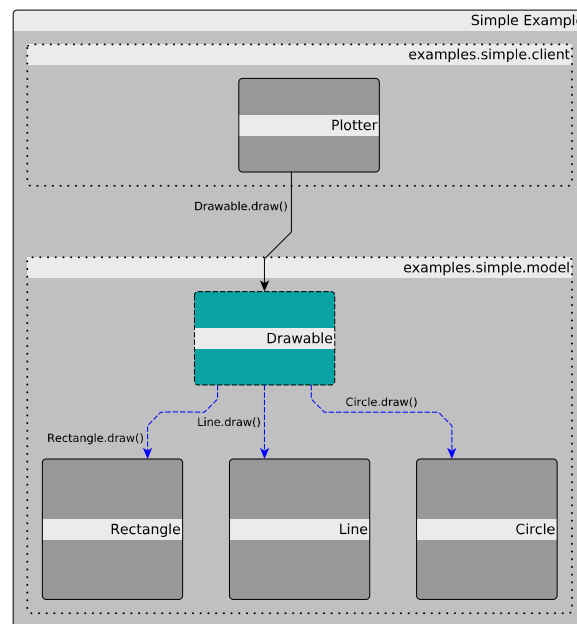 Simple Example
examples.simple.client
Plotter
Drawable.draw()
examples.simple.model
Drawable
Circle.draw()
Line.draw()
Rectangle.draw()
Rectangle
Line
Circle